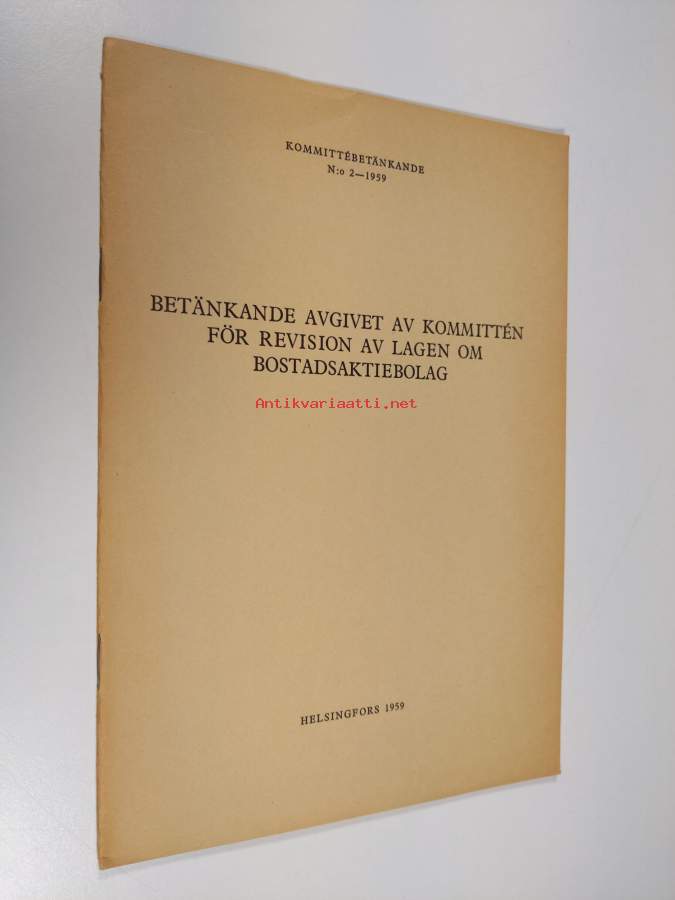 KOMMITTÉBETÄNKANDE
N:o 2—1959
BETÄNKANDE AVGIVET AV KOMMITTÉN
FÖR REVISION AV LAGEN OM
BOSTADSAKTIEBOLAG
Antikvariaatti.net
HELSINGFORS 1959